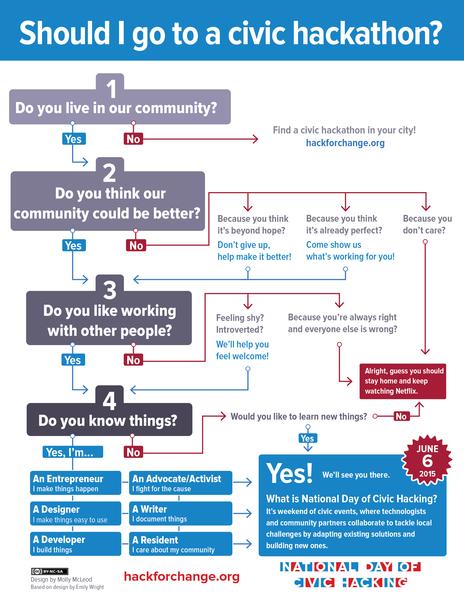 Should I go to a civic hackathon?
1
Do you live in our community?
Yes
No
Find a civic hackathon in your city!
hackforchange.org
2
Do you think our
community could be better?
Yes
No
Because you think
it's beyond hope?
Don't give up,
help make it better!
Because you think
it's already perfect?
Come show us
what's working for you!
Because you
don't care?
3
Do you like working
with other people?
Yes
No
Feeling shy?
Introverted?
We'll help you
feel welcome!
Because you're always right
and everyone else is wrong?
Alright, guess you should
stay home and keep
watching Netflix.
4
Do you know things?
Yes, I'm...
No
Would you like to learn new things?
No
Yes
An Entrepreneur
I make things happen
An Advocate/Activist
I fight for the cause
A Designer
I make things easy to use
A Writer
I document things
A Developer
I build things
A Resident
I care about my community
Yes! We'll see you there.
JUNE
6
2015
What is National Day of Civic Hacking?
It's weekend of civic events, where technologists
and community partners collaborate to tackle local
challenges by adapting existing solutions and
building new ones.
BY-NC-SA
Design by Molly McLeod
Based on design by Emily Wright
hackforchange.org
NATIONAL DAY OF
CIVIC HACKING